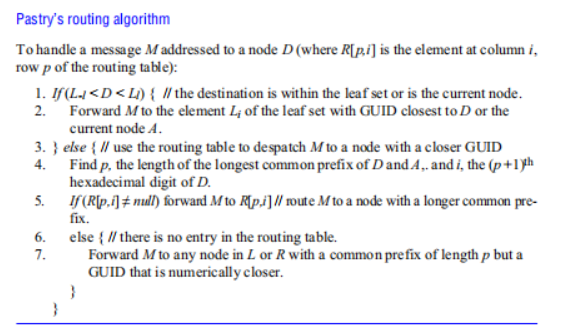 Pastry's routing algorithm
To handle a message M addressed to a node D (where R[p,i] is the element at column i,
row p of the routing table):
1. If (L-l < D < Ll) { // the destination is within the leaf set or is the current node.
2. Forward M to the element Li of the leaf set with GUID closest to D or the
current node A.
3. } else { // use the routing table to despatch M to a node with a closer GUID
4. Find p, the length of the longest common prefix of D and A,. and i, the (p+1)th
hexadecimal digit of D.
5. If (R[p,i] ≠ null) forward M to R[p,i] // route M to a node with a longer common pre-
fix.
6. else { // there is no entry in the routing table.
7. Forward M to any node in L or R with a common prefix of length p but a
GUID that is numerically closer.
}
}